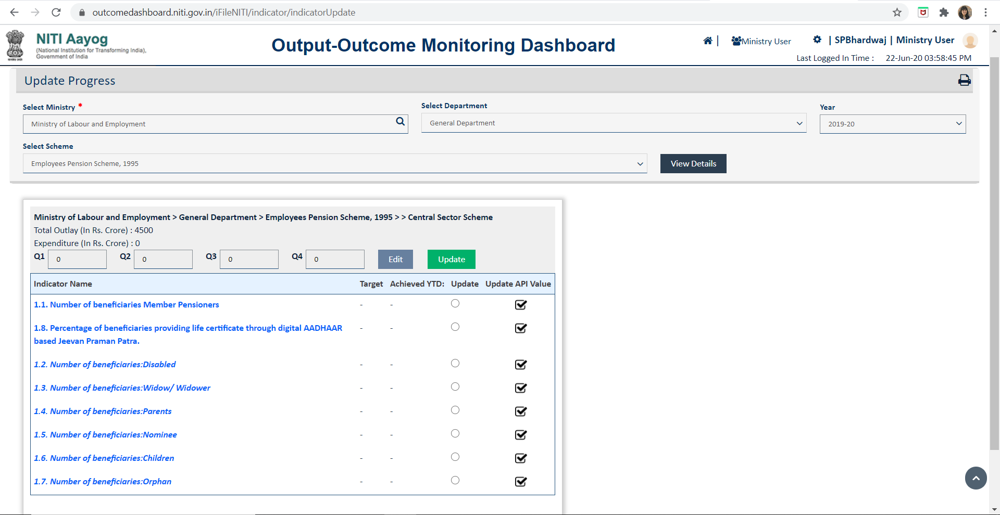 outcomedashboard.niti.gov.in/iFileNITI/indicator/indicatorUpdate
NITI Aayog
(National Institution for Transforming India),
Government of India
Output-Outcome Monitoring Dashboard
Ministry User
| SPBhardwaj | Ministry User
Last Logged In Time : 22-Jun-20 03:58:45 PM
Update Progress
Select Ministry *
Select Department
Year
Ministry of Labour and Employment
General Department
2019-20
Select Scheme
Employees Pension Scheme, 1995
View Details
Ministry of Labour and Employment > General Department > Employees Pension Scheme, 1995 > > Central Sector Scheme
Total Outlay (In Rs. Crore) : 4500
Expenditure (In Rs. Crore) : 0
Q1 0 Q2 0 Q3 0 Q4 0 Edit Update
Indicator Name Target Achieved YTD: Update Update API Value
1.1. Number of beneficiaries Member Pensioners - -
1.8. Percentage of beneficiaries providing life certificate through digital AADHAAR - -
based Jeevan Praman Patra.
1.2. Number of beneficiaries:Disabled - -
1.3. Number of beneficiaries:Widow/ Widower - -
1.4. Number of beneficiaries:Parents - -
1.5. Number of beneficiaries:Nominee - -
1.6. Number of beneficiaries:Children - -
1.7. Number of beneficiaries:Orphan - -